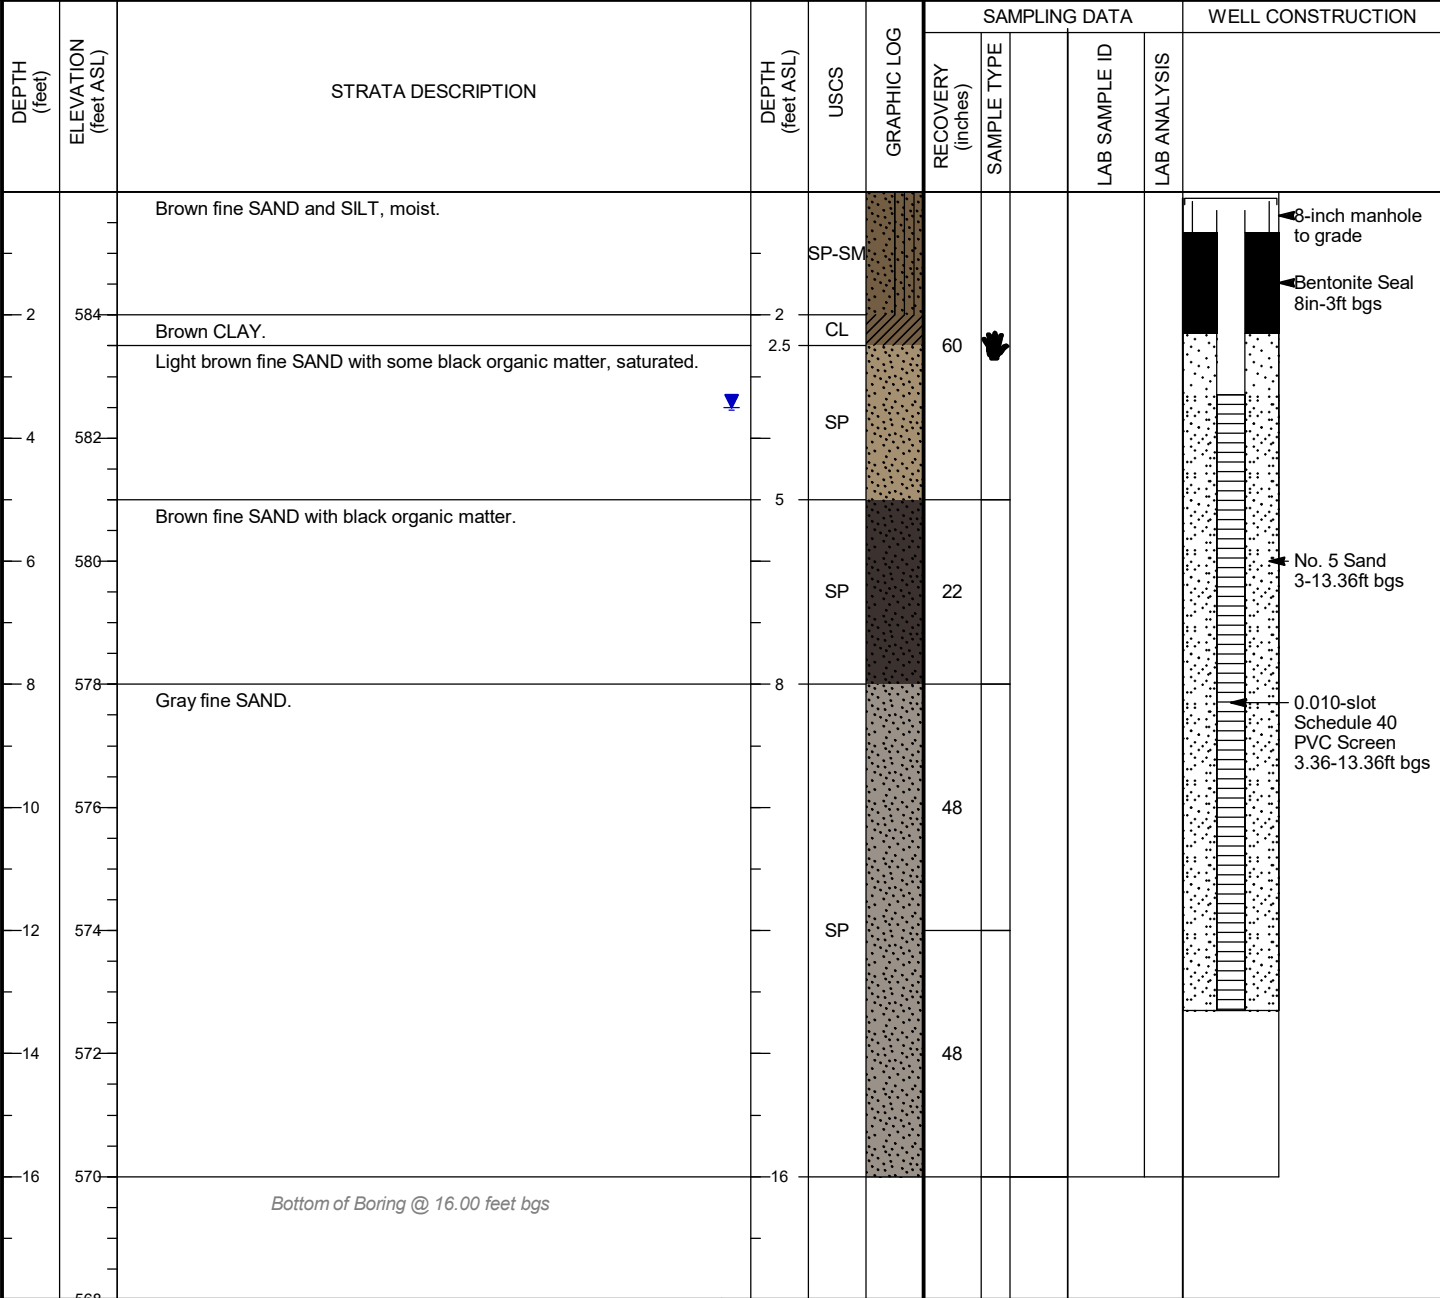 SAMPLING DATA
WELL CONSTRUCTION
DEPTH
(feet)
ELEVATION
(feet ASL)
STRATA DESCRIPTION
DEPTH
(feet ASL)
USCS
GRAPHIC LOG
RECOVERY
(inches)
SAMPLE TYPE
LAB SAMPLE ID
LAB ANALYSIS
Brown fine SAND and SILT, moist.
8-inch manhole
to grade
SP-SM
Bentonite Seal
8in-3ft bgs
2 584 2
Brown CLAY. CL
2.5 60
Light brown fine SAND with some black organic matter, saturated.
SP
4 582 4
5
Brown fine SAND with black organic matter.
6 580 6
No. 5 Sand
3-13.36ft bgs
SP 22
8 578 8
Gray fine SAND.
0.010-slot
Schedule 40
PVC Screen
3.36-13.36ft bgs
10 576 10 48
12 574 12 SP
14 572 14 48
16 570 16
Bottom of Boring @ 16.00 feet bgs